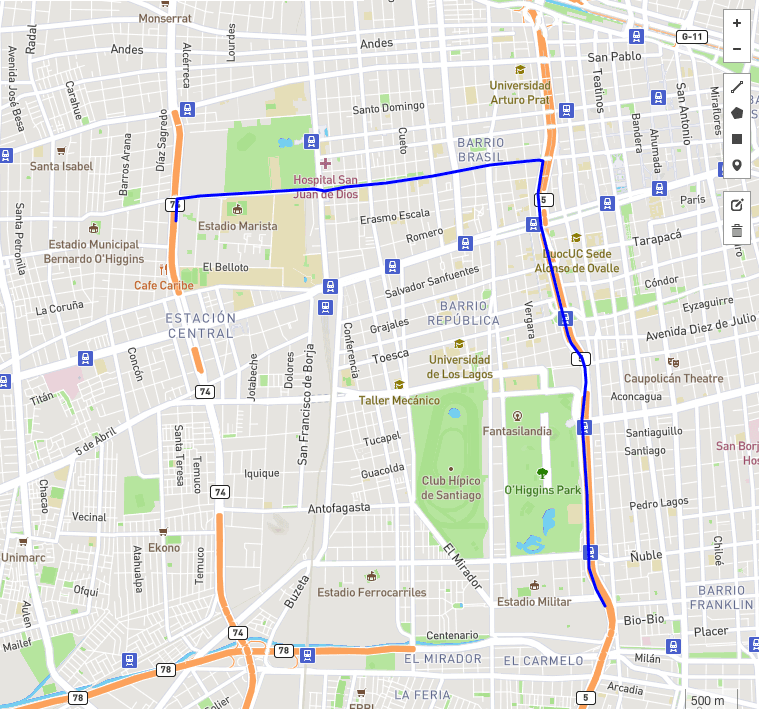 Monserrat
Radal
Andes
Lourdes
Andes
G-11
San Pablo
Alcérreca
Avenida José Besa
Carahue
Universidad
Arturo Prat
Teatinos
San Antonio
Miraflores
Santo Domingo
Díaz Sagredo
Cueto
Bandera
Ahumada
Barros Arana
Santa Isabel
BARRIO
BRASIL
Hospital San
Juan de Dios
París
5
Santa Petronila
Estadio Marista
Erasmo Escala
Romero
Tarapacá
Estadio Municipal
Bernardo O'Higgins
DuocUC Sede
Alonso de Ovalle
El Belloto
Cafe Caribe
Salvador Sanfuentes
Cóndor
La Coruña
ESTACIÓN
CENTRAL
BARRIO
REPÚBLICA
Eyzaguirre
Grajales
Vergara
Avenida Diez de Julio
Conferencia
Toesca
Universidad
de Los Lagos
Concón
Jotabeche
Dolores
San Francisco de Borja
Caupolicán Theatre
Titán
74
Taller Mecánico
Aconcagua
5 de Abril
Santa Teresa
Temuco
Tucapel
Fantasilandia
Santiaguillo
Santiago
San Borj
Hos
Iquique
Guacolda
Club Hípico
de Santiago
O'Higgins Park
74
Chacao
Vecinal
Antofagasta
Pedro Lagos
Unimarc
Ekono
Atahualpa
Temuco
El Mirador
Ñuble
Chiloé
Ofqui
Buzeta
Estadio Ferrocarriles
Estadio Militar
BARRIO
FRANKLIN
Aulen
Bio-Bio
Placer
74
Centenario
Mailef
78
EL MIRADOR
EL CARMELO
Milán
78
Arcadia
LA FERIA
78
5
500 m